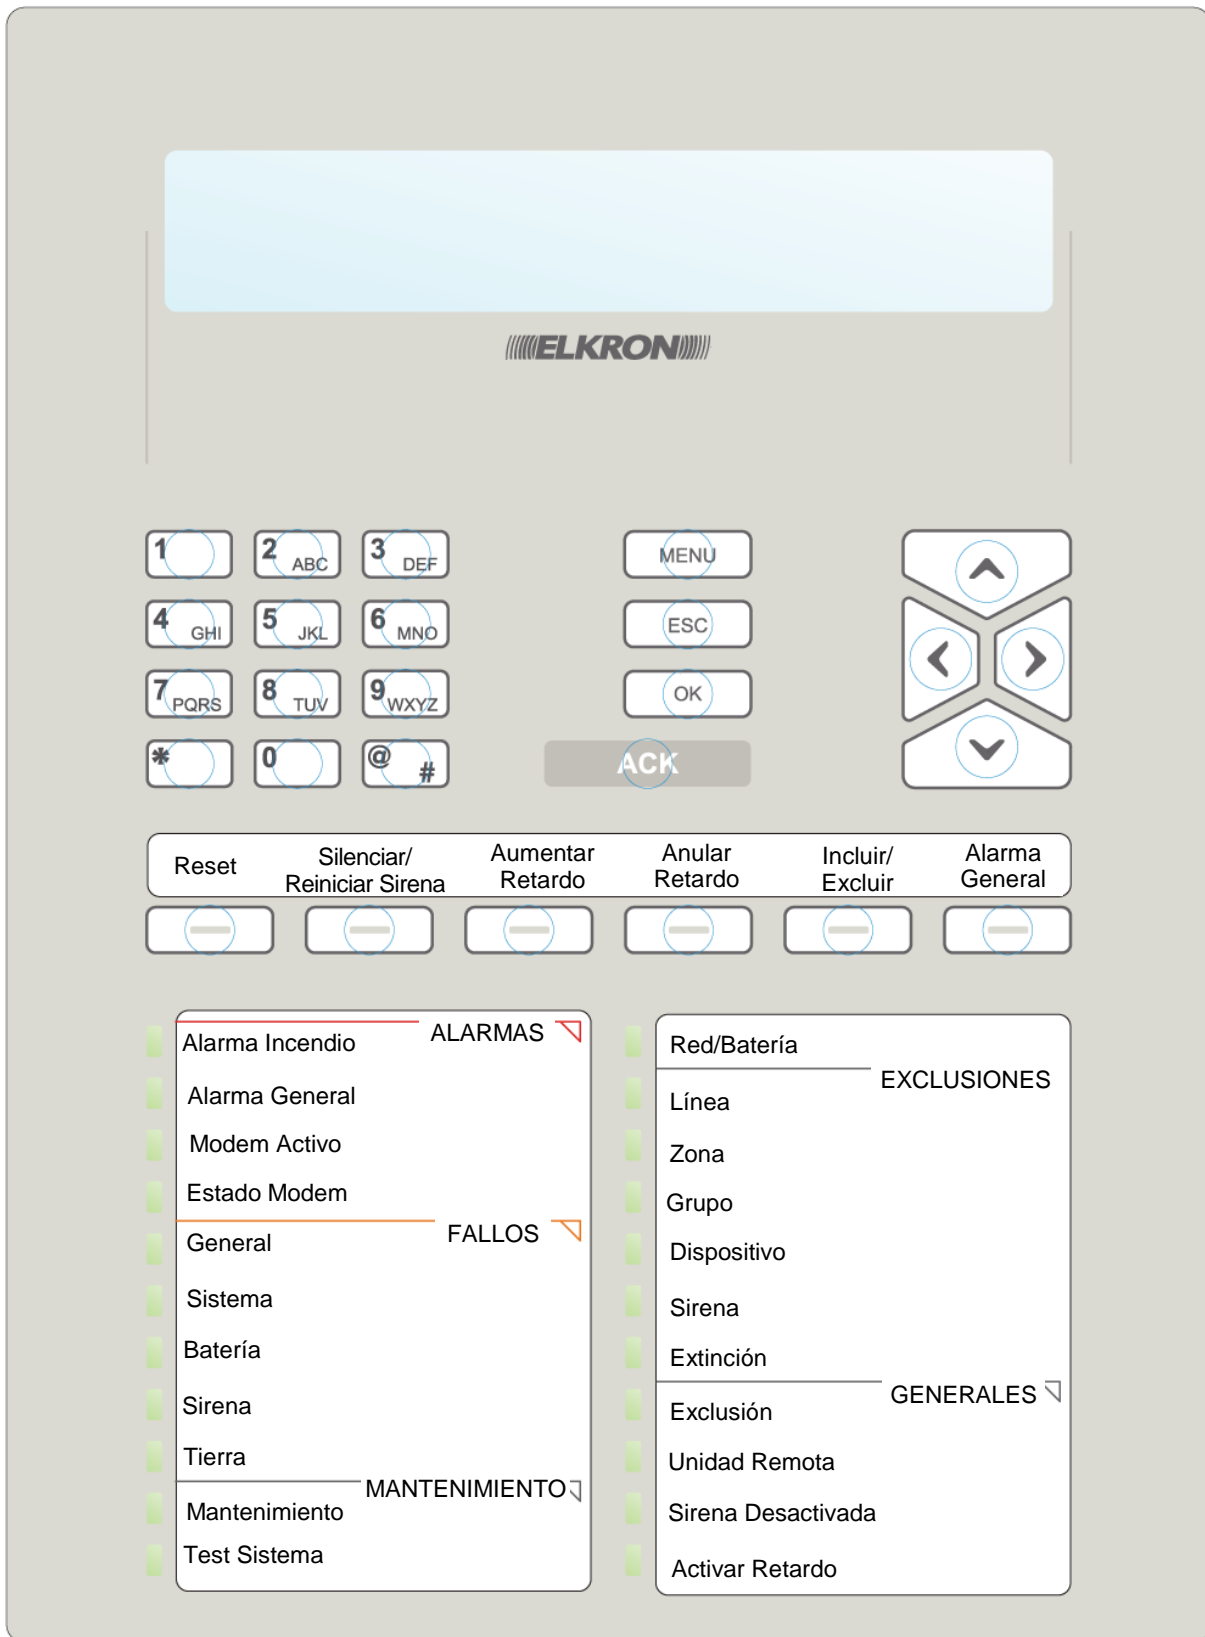 ELKRON
1
2 ABC
3 DEF
MENU
4 GHI
5 JKL
6 MNO
ESC
7 PQRS
8 TUV
9 WXYZ
OK
*
0
@ #
ACK
Reset
Silenciar/
Reiniciar Sirena
Aumentar
Retardo
Anular
Retardo
Incluir/
Excluir
Alarma
General
ALARMAS
Alarma Incendio
Alarma General
Modem Activo
Estado Modem
FALLOS
General
Sistema
Batería
Sirena
Tierra
MANTENIMIENTO
Mantenimiento
Test Sistema
Red/Batería
EXCLUSIONES
Línea
Zona
Grupo
Dispositivo
Sirena
Extinción
GENERALES
Exclusión
Unidad Remota
Sirena Desactivada
Activar Retardo